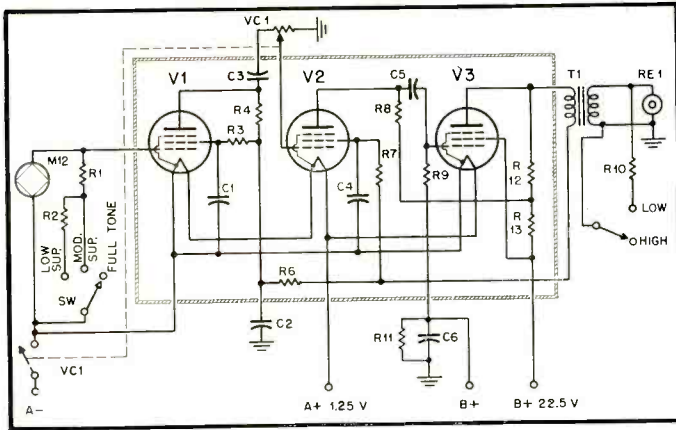 VC 1
C3
V1
V2
C5
V3
T1
RE 1
R4
R8
M12
R1
R3
R7
R9
R
12
R10
C1
C4
R2
R
13
LOW
SUP.
MOD.
SUP.
FULL TONE
LOW
HIGH
SW
R6
C2
R11
C6
VC1
A-
A+ 1.25 V
B+
B+ 22.5 V